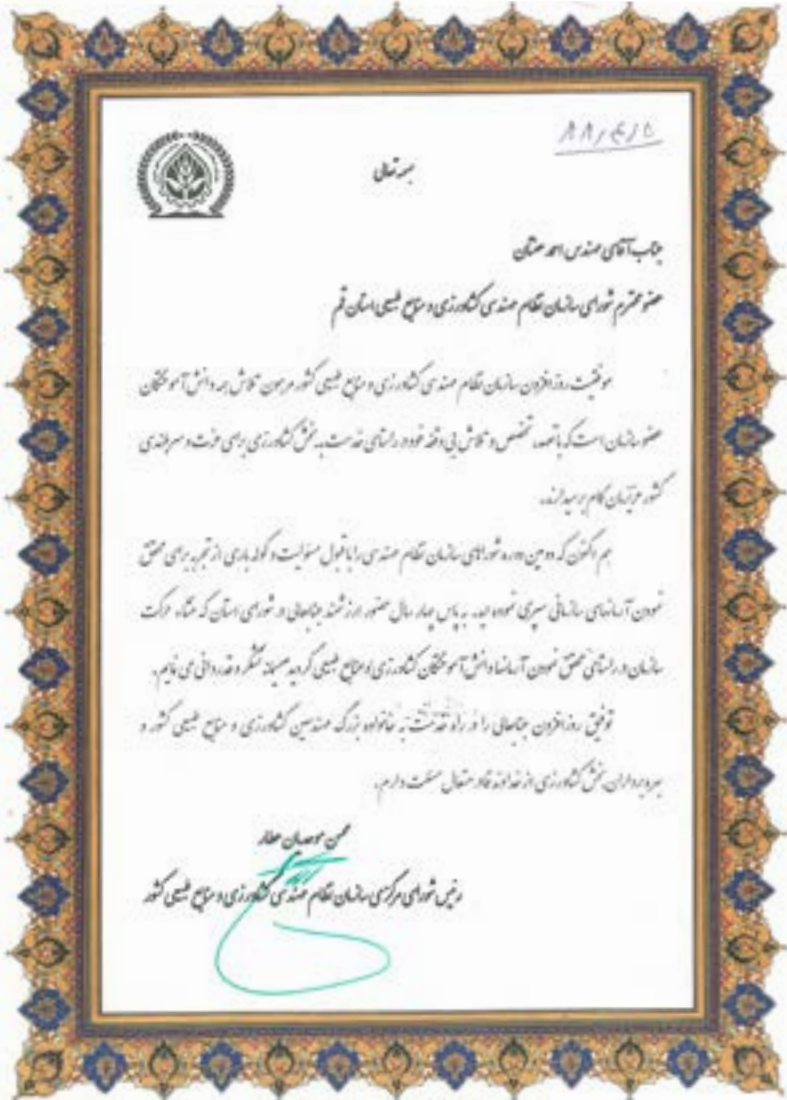 ۸۸/۴/۵
بسمه تعالی
جناب آقای مهندس احمد
عضو محترم شورای سازمان نظام مهندسی کشاورزی و منابع طبیعی استان قم
موفقیت روزافزون سازمان نظام مهندسی کشاورزی و منابع طبیعی کشور مرهون تلاش همه دانش آموختگان
عضو سازمان است که با تعهد، تخصص و تلاش بی وقفه خود در راستای خدمت به بخش کشاورزی برای عزت و سربلندی
کشور عزیزمان گام برمیدارند.
هم اکنون که دومین دوره شوراهای سازمان نظام مهندسی را با قبول مسئولیت و کوله باری از تجربه برای محقق
نمودن آرمانهای سازمانی سپری نموده اید، به پاس چهار سال حضور ارزشمند جنابعالی در شورای استان که منشاء حرکت
سازمان در راستای محقق نمودن آرمانها دانش آموختگان کشاورزی و منابع طبیعی گردید صمیمانه تشکر و قدردانی می نمایم.
توفیق روزافزون جنابعالی را در راه خدمت به خانواده بزرگ مهندسین کشاورزی و منابع طبیعی کشور و
بهره برداران بخش کشاورزی از خداوند قادر متعال مسئلت دارم.
محسن موحدیان عطار
رئیس شورای مرکزی سازمان نظام مهندسی کشاورزی و منابع طبیعی کشور